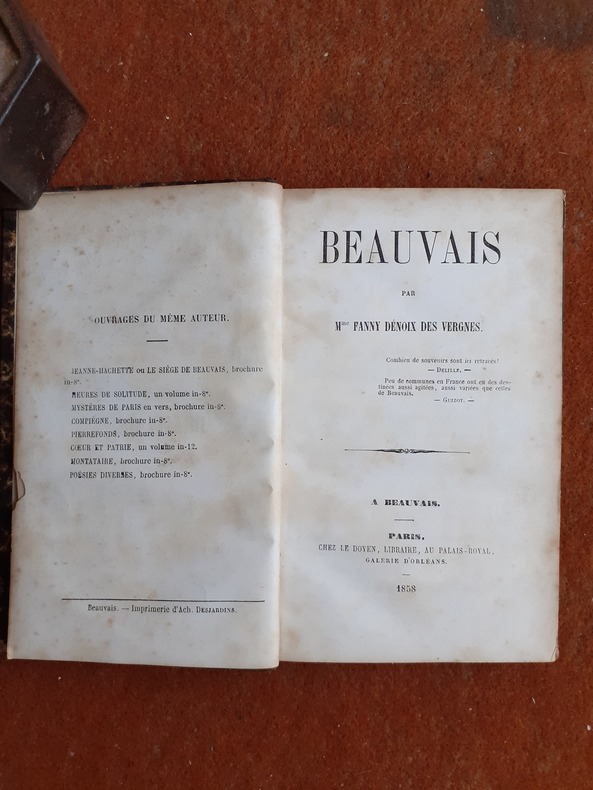 OUVRAGES DU MÊME AUTEUR.
JEANNE-HACHETTE ou LE SIÉGE DE BEAUVAIS, brochure
in-8°.
HEURES DE SOLITUDE, un volume in-8°.
MYSTÈRES DE PARIS en vers, brochure in-8°.
COMPIÈGNE, brochure in-8°.
PIERREFONDS, brochure in-8°.
CŒUR ET PATRIE, un volume in-12.
MONTATAIRE, brochure in-8°.
POÉSIES DIVERSES, brochure in-8°.
Beauvais. — Imprimerie d'Ach. DESJARDINS.
BEAUVAIS
PAR
Mme FANNY DÉNOIX DES VERGNES.
Combien de souvenirs sont ici retracés!
— DELILLE. —
Peu de communes en France ont eu des des-
tinées aussi agitées, aussi variées que celles
de Beauvais.
— GUIZOT. —
A BEAUVAIS.
PARIS,
CHEZ LE DOYEN, LIBRAIRE, AU PALAIS-ROYAL,
GALERIE D'ORLÉANS.
1858